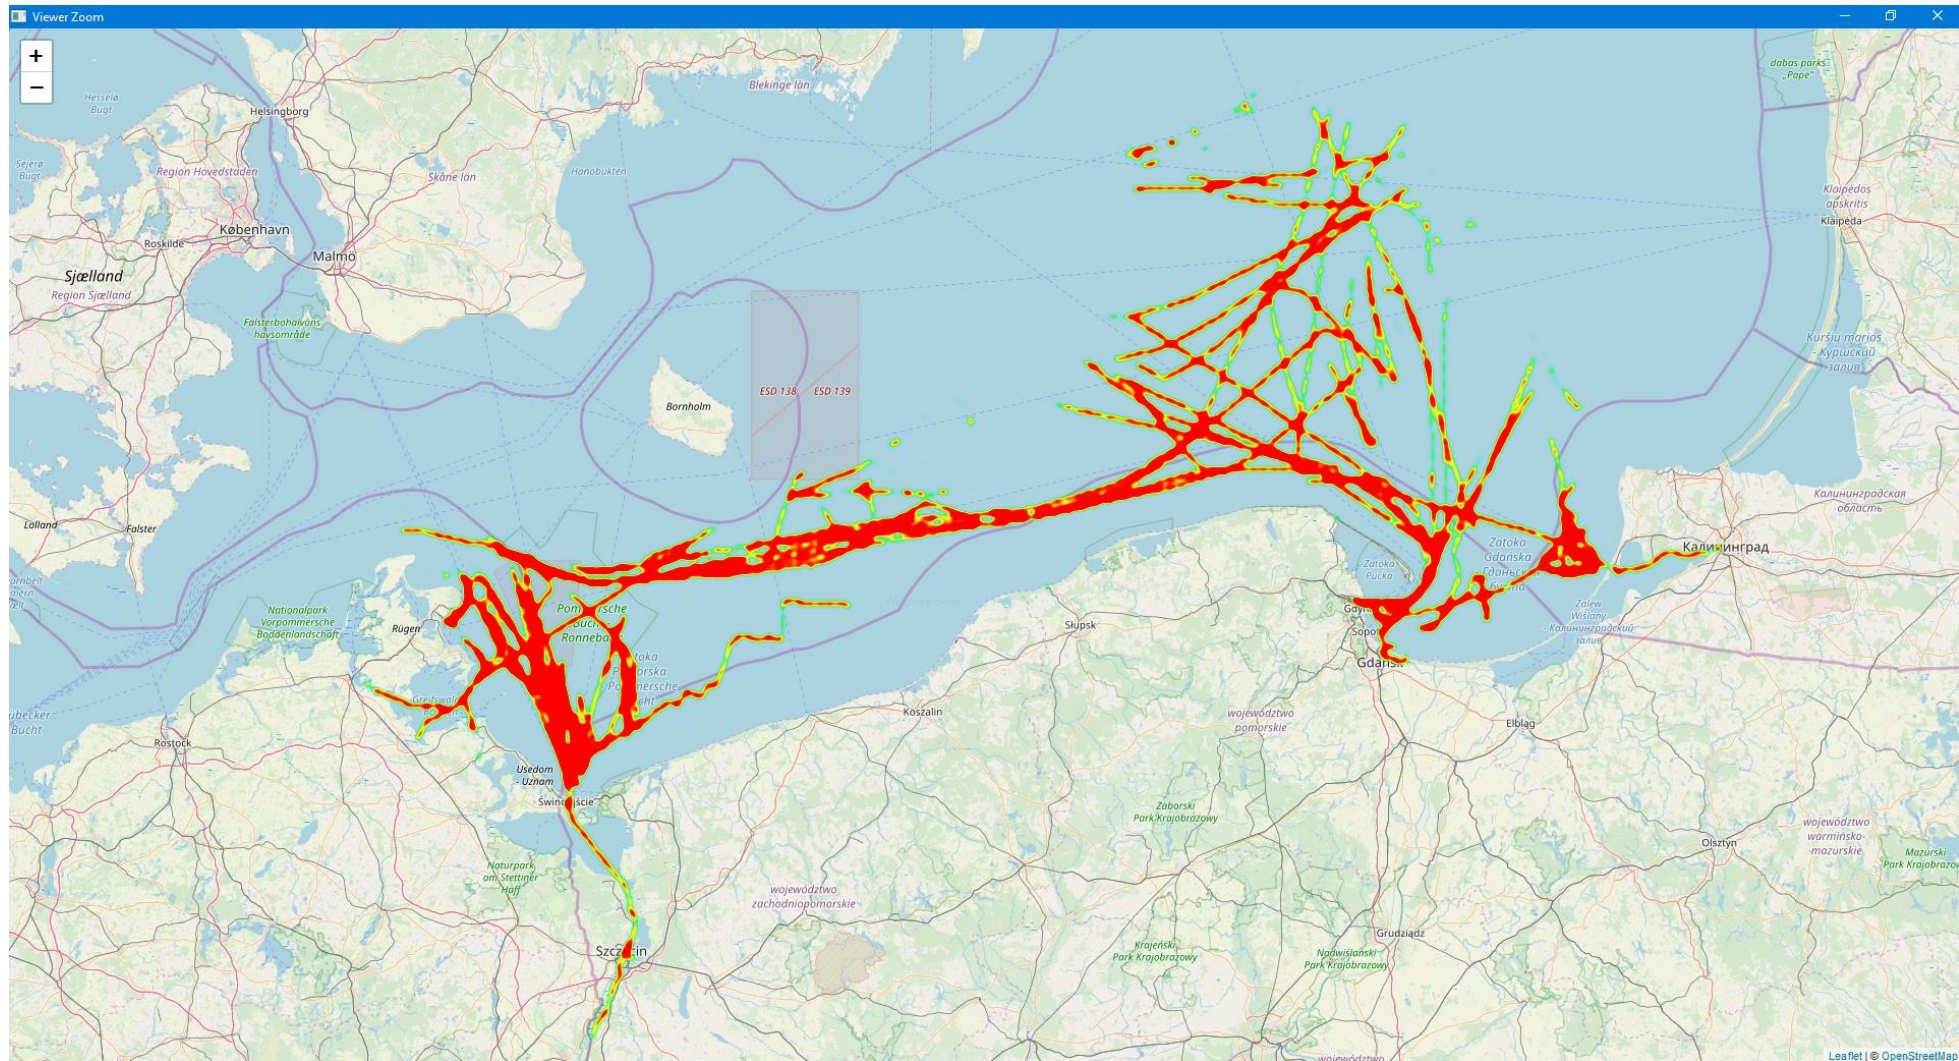 Viewer Zoom
+
−
dabas parks
„Pape"
Blekinge län
Hesselø
Bugt
Helsingborg
Sejerø
Bugt
Region Hovedstaden
Skåne län
Hanöbukten
Klaipėdos
apskritis
Klaipėda
København
Roskilde
Malmö
Sjælland
Region Sjælland
Falsterbohalvöns
havsområde
Kuršių marios
- Куршский
залив
ESD 138
ESD 139
Bornholm
Калининградская
область
Lolland
Falster
Калининград
Zatoka
Gdańska
Zatoka
Pucka
Nationalpark
Vorpommersche
Boddenlandschaft
Rügen
Zalew
Wiślany
- Калининградский
залив
Słupsk
Sopot
Gdańsk
Elbląg
Koszalin
województwo
pomorskie
Rostock
Usedom
- Uznam
Zaborski
Park Krajobrazowy
województwo
warmińsko-
mazurskie
Olsztyn
Mazurski
Naturpark
am Stettiner
Haff
województwo
zachodniopomorskie
Grudziądz
Krajeński
Park Krajobrazowy
Nadwiślański
Park Krajobrazowy
województwo
Leaflet | © OpenStreetMap